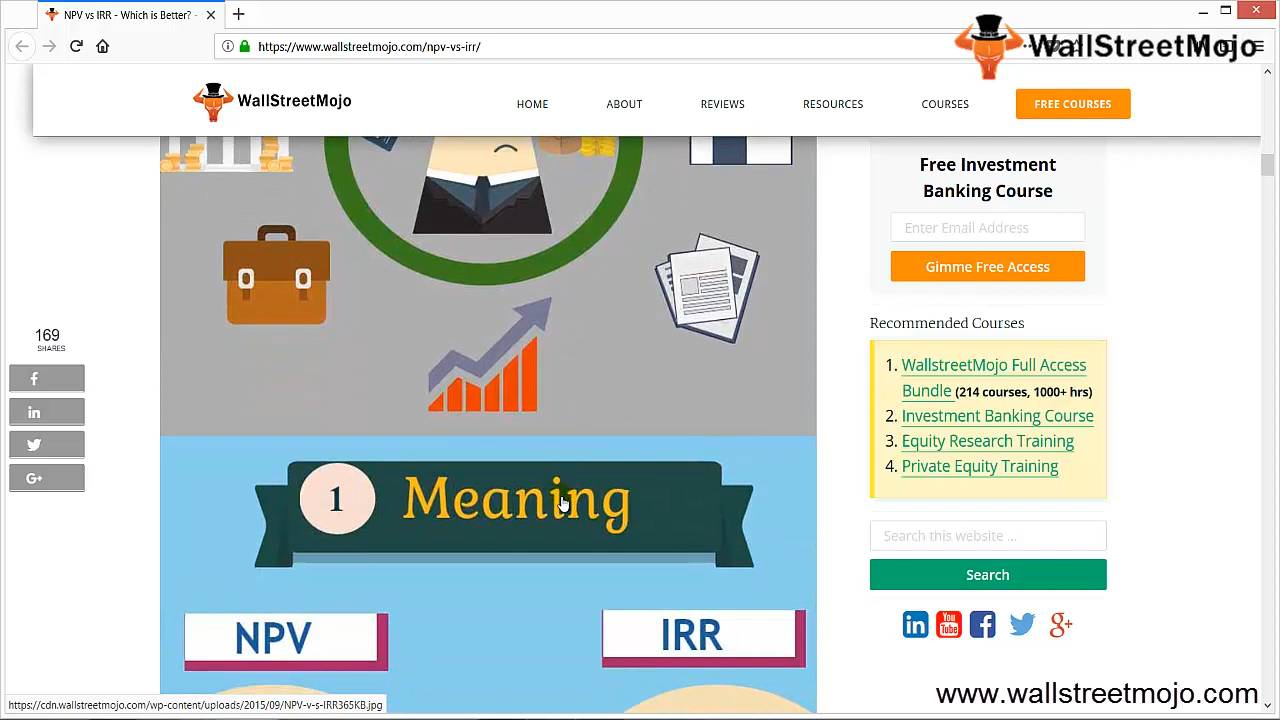 NPV vs IRR - Which is Better? -
https://www.wallstreetmojo.com/npv-vs-irr/
WallStreetMojo
WallStreetMojo
HOME
ABOUT
REVIEWS
RESOURCES
COURSES
FREE COURSES
Free Investment
Banking Course
Enter Email Address
Gimme Free Access
169
SHARES
Recommended Courses
1. WallstreetMojo Full Access
Bundle (214 courses, 1000+ hrs)
2. Investment Banking Course
3. Equity Research Training
4. Private Equity Training
1 Meaning
Search this website ...
Search
You
Tube
NPV
IRR
https://cdn.wallstreetmojo.com/wp-content/uploads/2015/09/NPV-v-s-IRR365KB.jpg
www.wallstreetmojo.com